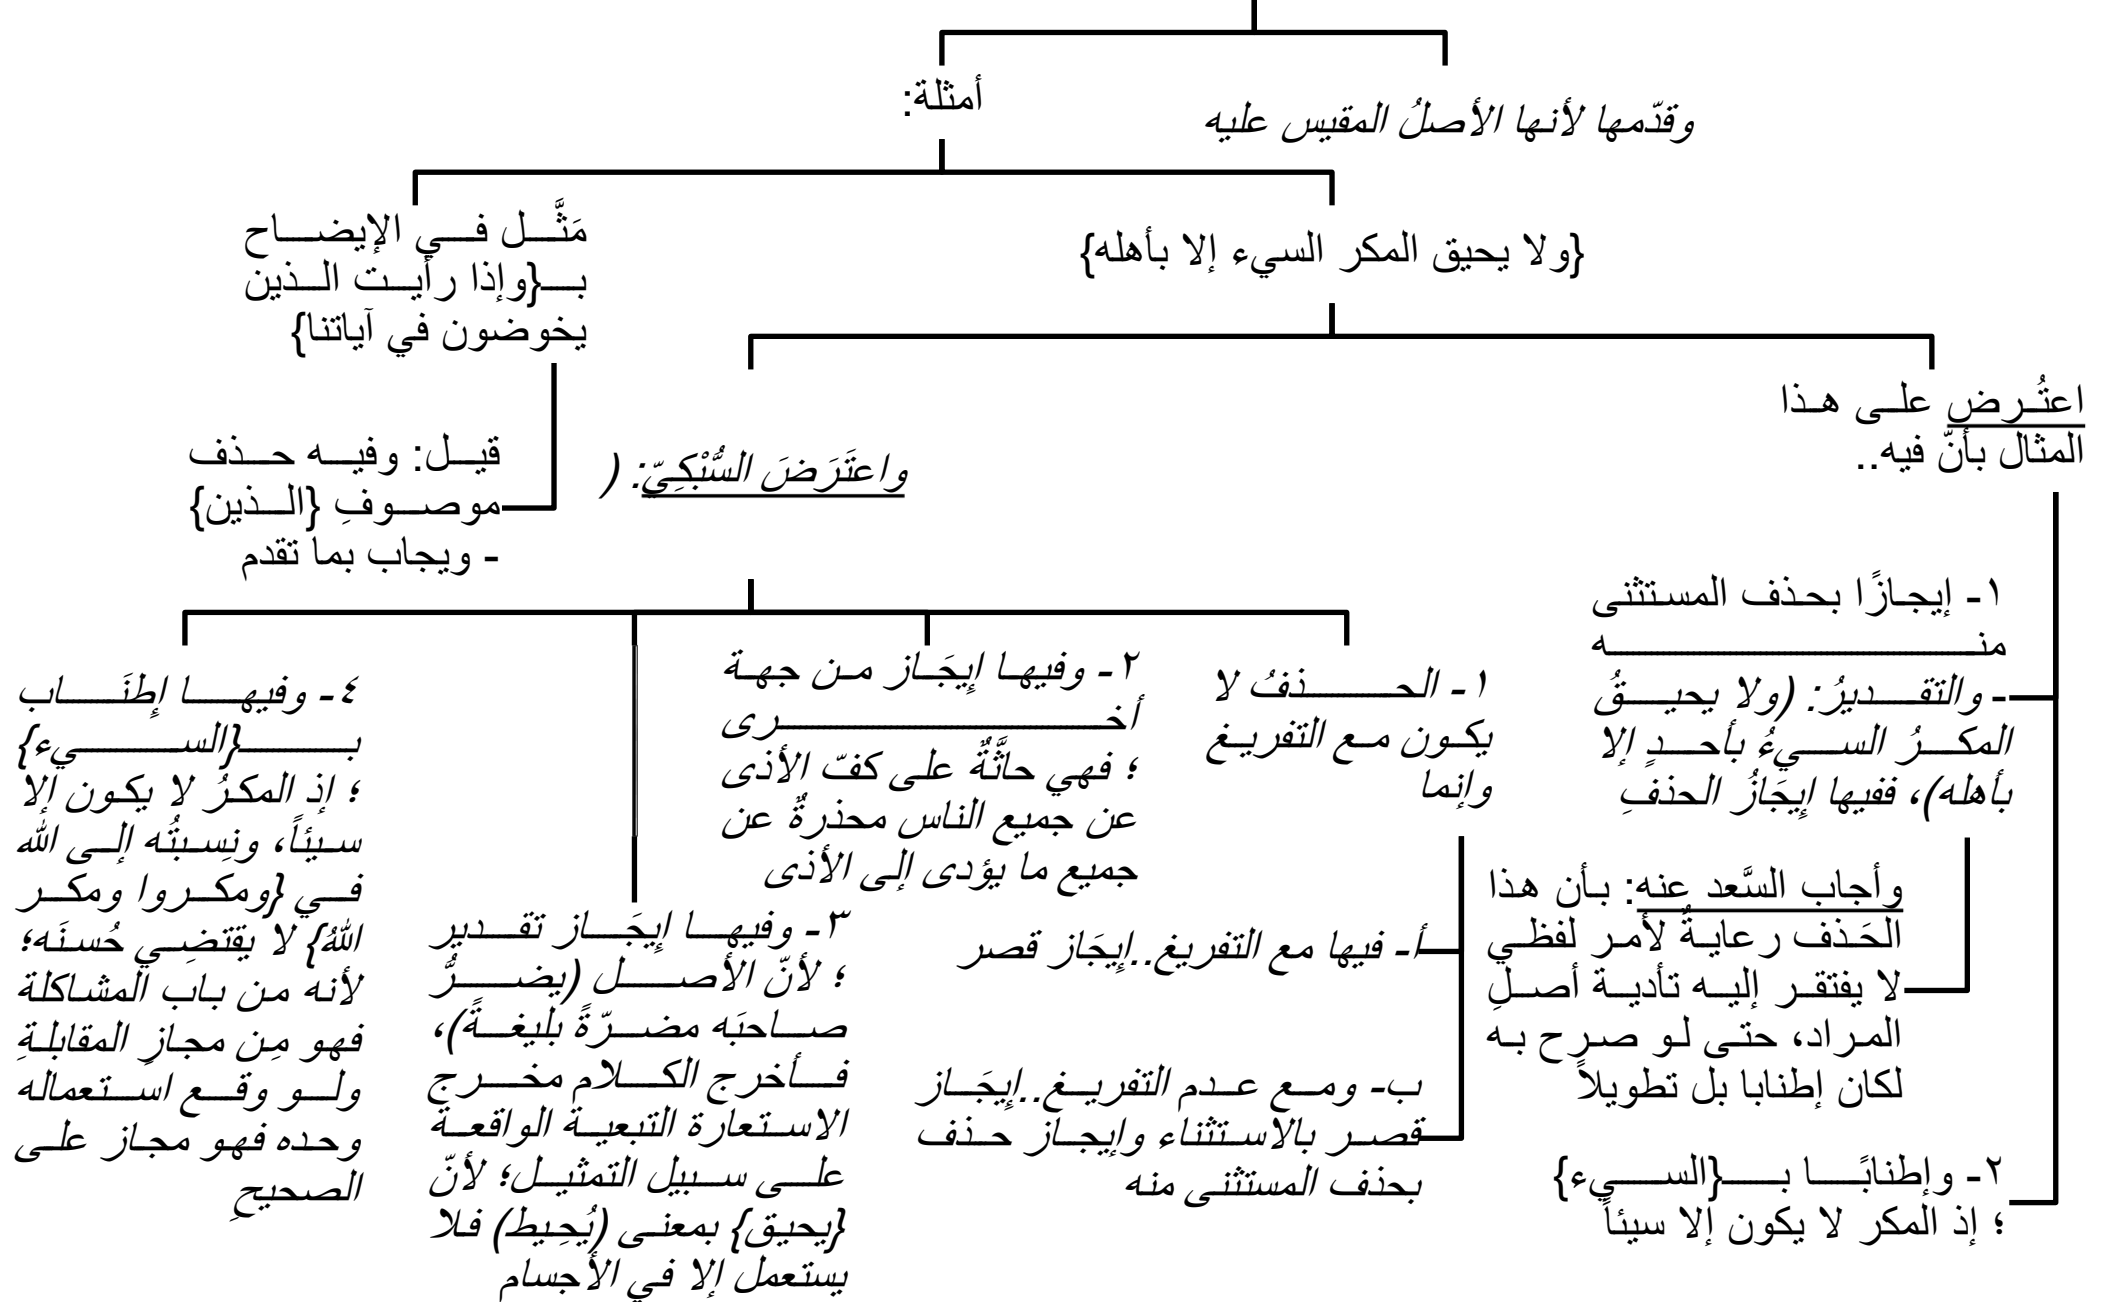 وقدّمها لأنها الأصلُ المقيس عليه
أمثلة:
{ولا يحيق المكر السيء إلا بأهله}
اعتُرض على هذا
المثال بأنّ فيه..
١- إيجازًا بحذف المستثنى
منه
- والتقديرُ: (ولا يحيقُ
المكرُ السيءُ بأحدٍ إلا
بأهله)، ففيها إيجَازُ الحذفِ
وأجاب السَّعد عنه: بأن هذا
الحَذف رعايةٌ لأمر لفظي
لا يفتقر إليه تأدية أصلِ
المراد، حتى لو صرح به
لكان إطنابا بل تطويلاً
٢- وإطنابًا بـ{السيء}
؛ إذ المكر لا يكون إلا سيئاً
واعتَرَضَ السُّبْكِيّ: (
١- الحذفُ لا
يكون مع التفريغ
وإنما
أ- فيها مع التفريغ..إيجَاز قصر
ب- ومع عدم التفريغ..إيجَاز
قصر بالاستثناء وإيجاز حذف
بحذف المستثنى منه
٢- وفيها إيجَاز من جهة
أخرى
؛ فهي حاثَّةٌ على كفّ الأذى
عن جميع الناس محذرةٌ عن
جميع ما يؤدى إلى الأذى
٣- وفيها إيجَاز تقدير
؛ لأنّ الأصل (يضرُّ
صاحبَه مضرّةً بليغةً)،
فأخرج الكلام مخرج
الاستعارة التبعية الواقعة
على سبيل التمثيل؛ لأنّ
{يحيق} بمعنى (يُحِيط) فلا
يستعمل إلا في الأجسام
٤- وفيها إطنَاب
بـ{السيء}
؛ إذ المكرُ لا يكون إلا
سيئاً، ونِسبتُه إلى الله
في {ومكروا ومكر
اللهُ} لا يقتضِي حُسنَه؛
لأنه من باب المشاكلة
فهو مِن مجازِ المقابلةِ
ولو وقع استعماله
وحده فهو مجاز على
الصحيحِ
مَثَّل في الإيضاح
بـ{وإذا رأيت الذين
يخوضون في آياتنا}
قيل: وفيه حذف
موصوفِ {الذين}
- ويجاب بما تقدم